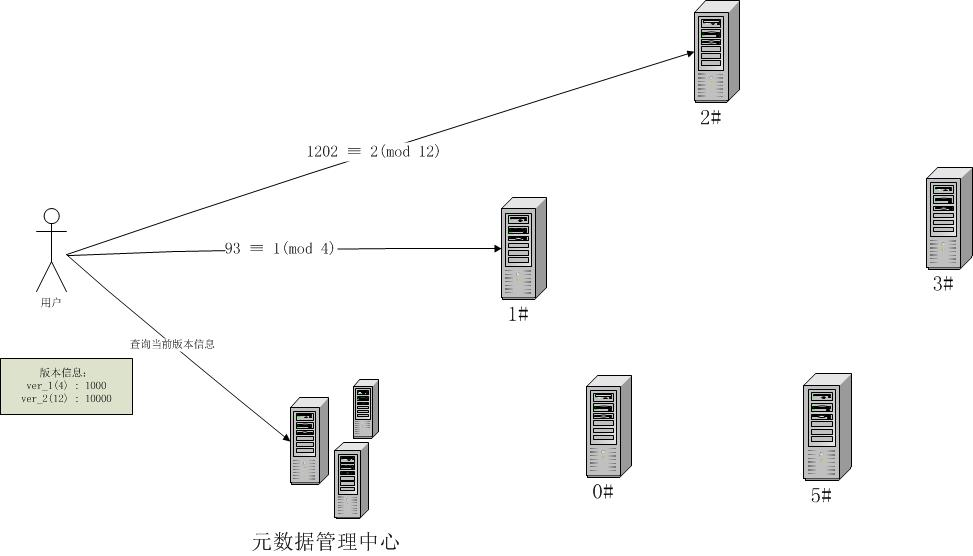 2#
1202 ≡ 2(mod 12)
93 ≡ 1(mod 4)
3#
用户
1#
查询当前版本信息
版本信息:
ver_1(4) : 1000
ver_2(12) : 10000
0#
5#
元数据管理中心